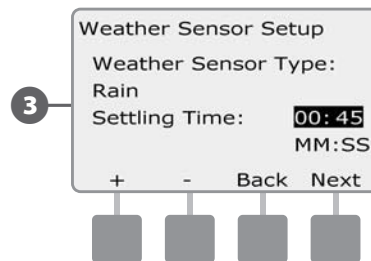 Weather Sensor Setup
Weather Sensor Type:
Rain
3
Settling Time: 00:45
MM:SS
+ - Back Next